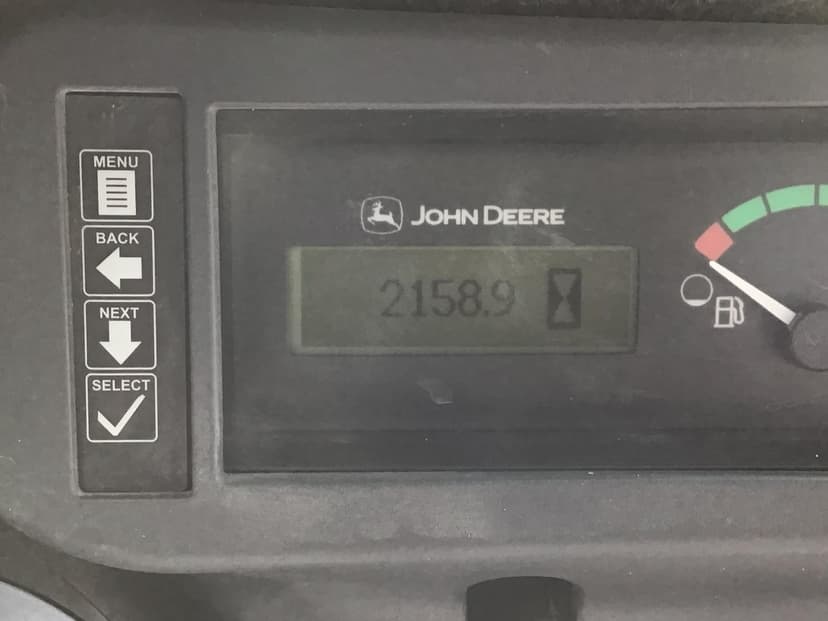 MENU
BACK
NEXT
SELECT
JOHN DEERE
2158.9